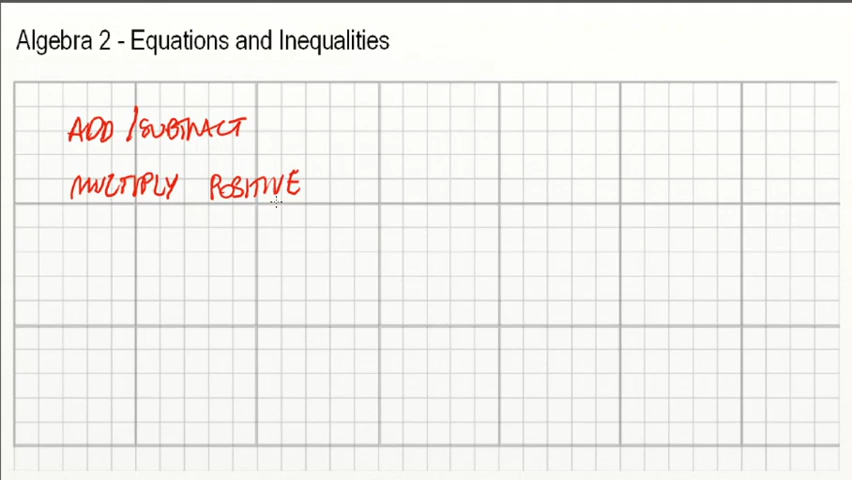 Algebra 2 - Equations and Inequalities
ADD / SUBTRACT
MULTIPLY POSITIVE